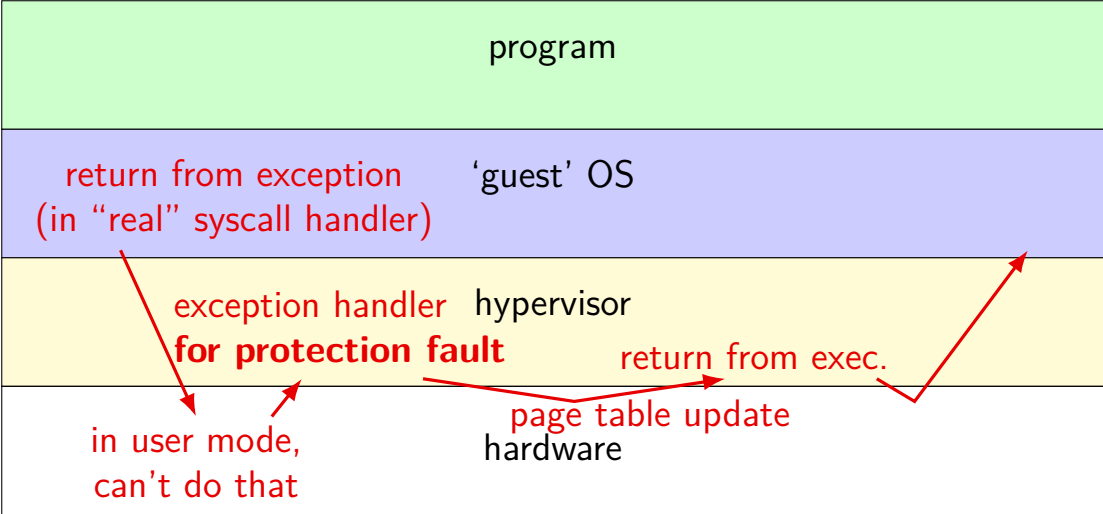 program
return from exception
(in “real” syscall handler)
‘guest’ OS
exception handler
for protection fault
hypervisor
return from exec.
page table update
in user mode,
can't do that
hardware